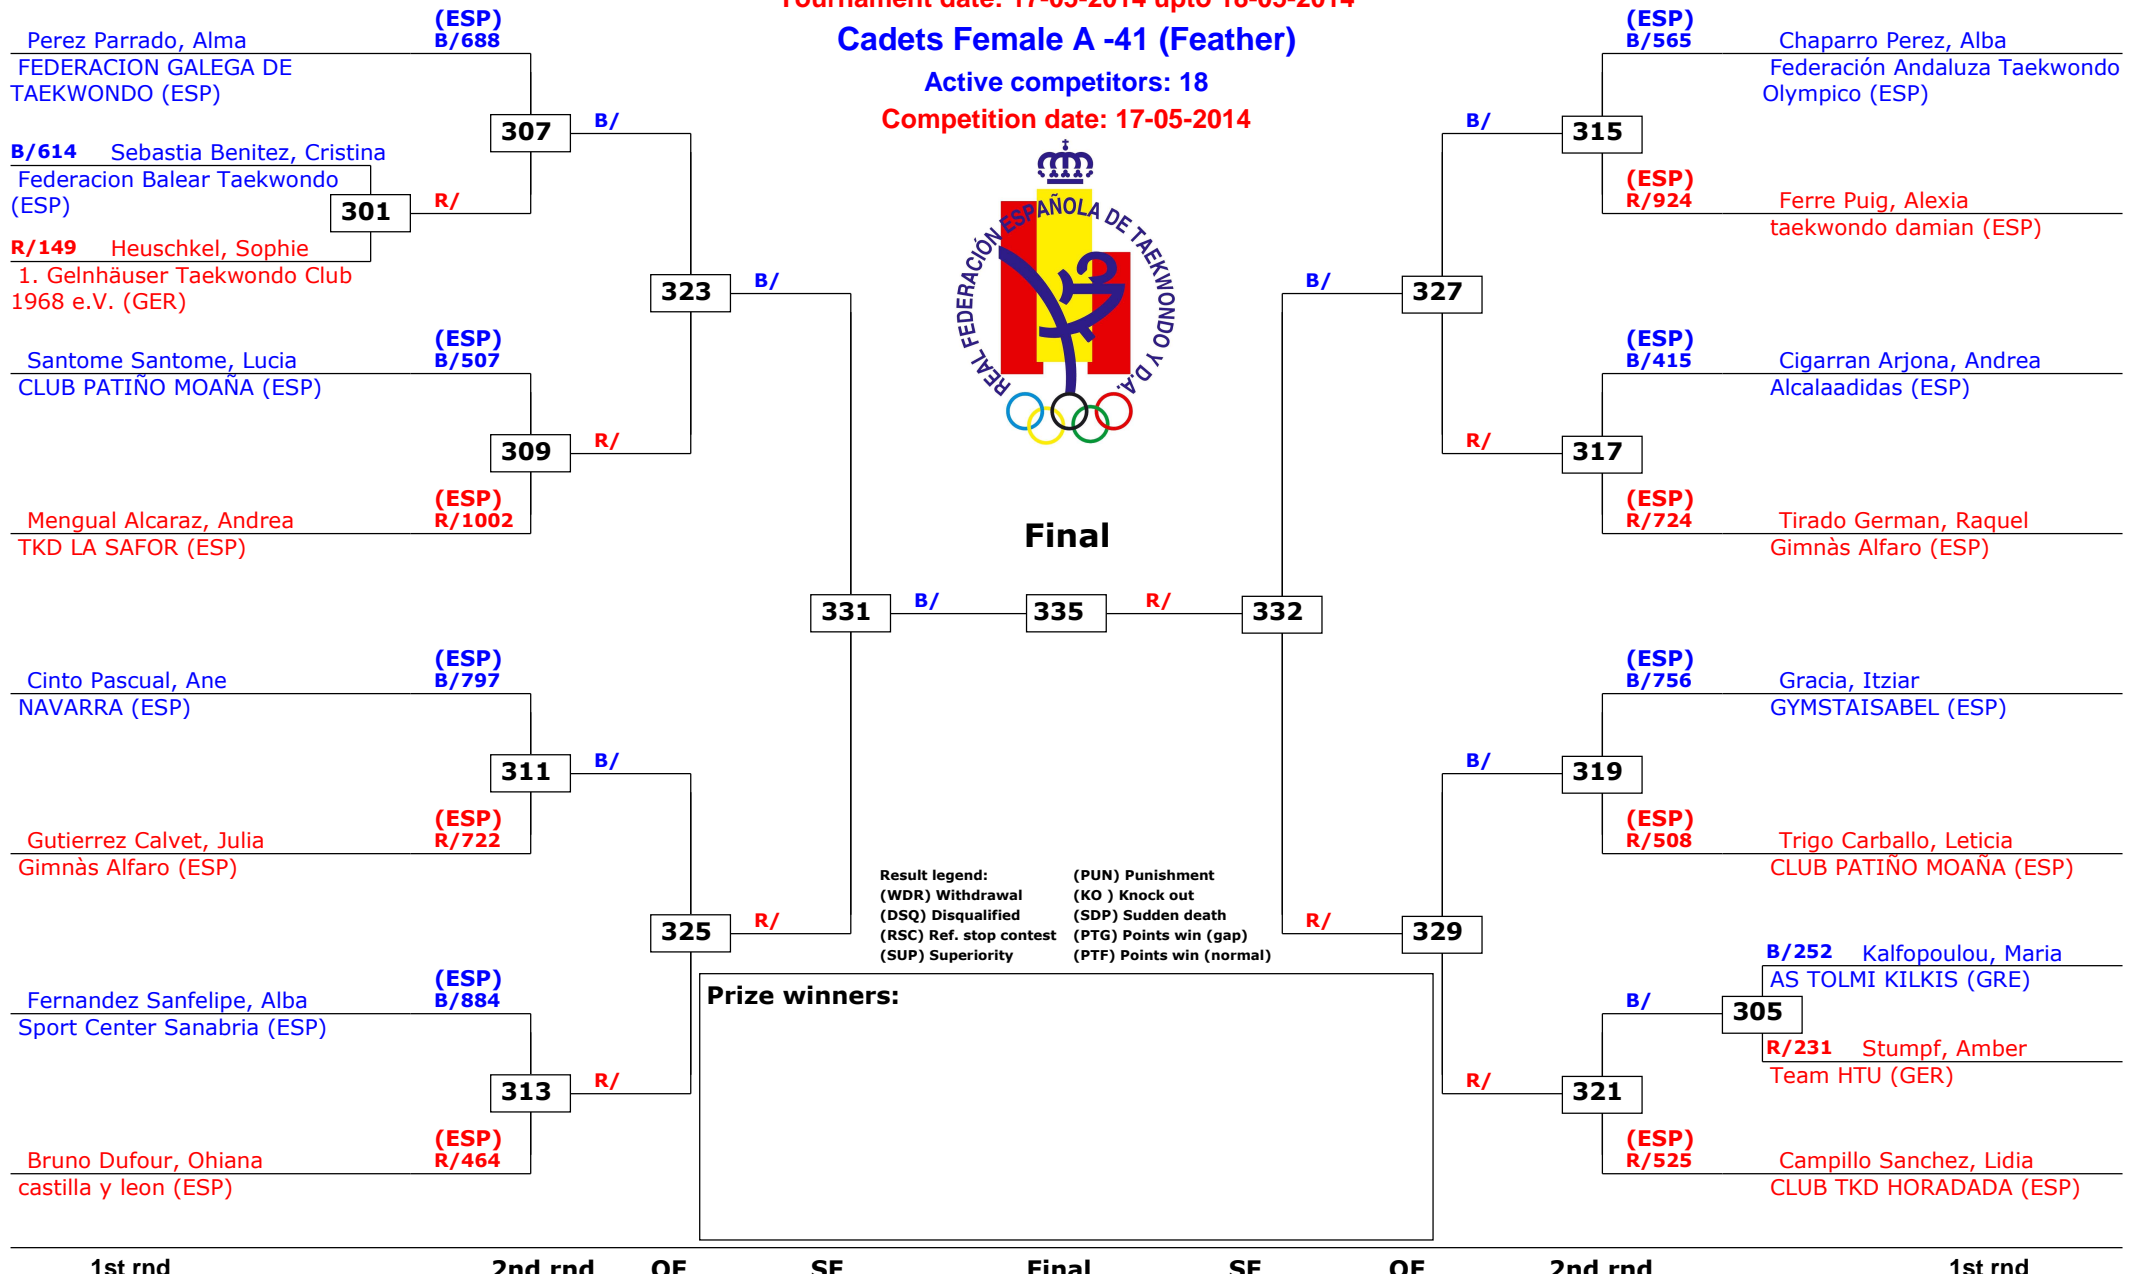 Tournament date: 17-05-2014 upto 18-05-2014
Cadets Female A -41 (Feather)
Active competitors: 18
Competition date: 17-05-2014
REAL FEDERACIÓN ESPAÑOLA DE TAEKWONDO Y D.A.
(ESP)
Perez Parrado, Alma B/688
FEDERACION GALEGA DE
TAEKWONDO (ESP)
307 B/
B/614 Sebastia Benitez, Cristina
Federacion Balear Taekwondo
(ESP)
301 R/
R/149 Heuschkel, Sophie
1. Gelnhäuser Taekwondo Club
1968 e.V. (GER)
323 B/
(ESP)
Santome Santome, Lucia B/507
CLUB PATIÑO MOAÑA (ESP)
309 R/
(ESP)
Mengual Alcaraz, Andrea R/1002
TKD LA SAFOR (ESP)
Final
331 B/ 335 R/ 332
(ESP)
Cinto Pascual, Ane B/797
NAVARRA (ESP)
311 B/
(ESP)
Gutierrez Calvet, Julia R/722
Gimnàs Alfaro (ESP)
325 R/
(ESP)
Fernandez Sanfelipe, Alba B/884
Sport Center Sanabria (ESP)
313 R/
(ESP)
Bruno Dufour, Ohiana R/464
castilla y leon (ESP)
(ESP)
B/565 Chaparro Perez, Alba
Federación Andaluza Taekwondo
Olympico (ESP)
B/ 315
(ESP)
R/924 Ferre Puig, Alexia
taekwondo damian (ESP)
B/ 327
(ESP)
B/415 Cigarran Arjona, Andrea
Alcalaadidas (ESP)
R/ 317
(ESP)
R/724 Tirado German, Raquel
Gimnàs Alfaro (ESP)
(ESP)
B/756 Gracia, Itziar
GYMSTAISABEL (ESP)
B/ 319
(ESP)
R/508 Trigo Carballo, Leticia
CLUB PATIÑO MOAÑA (ESP)
R/ 329
B/252 Kalfopoulou, Maria
AS TOLMI KILKIS (GRE)
B/ 305
R/231 Stumpf, Amber
Team HTU (GER)
R/ 321
(ESP)
R/525 Campillo Sanchez, Lidia
CLUB TKD HORADADA (ESP)
Result legend: (PUN) Punishment
(WDR) Withdrawal (KO ) Knock out
(DSQ) Disqualified (SDP) Sudden death
(RSC) Ref. stop contest (PTG) Points win (gap)
(SUP) Superiority (PTF) Points win (normal)
Prize winners:
1st rnd 2nd rnd QF SF Final SF QF 2nd rnd 1st rnd